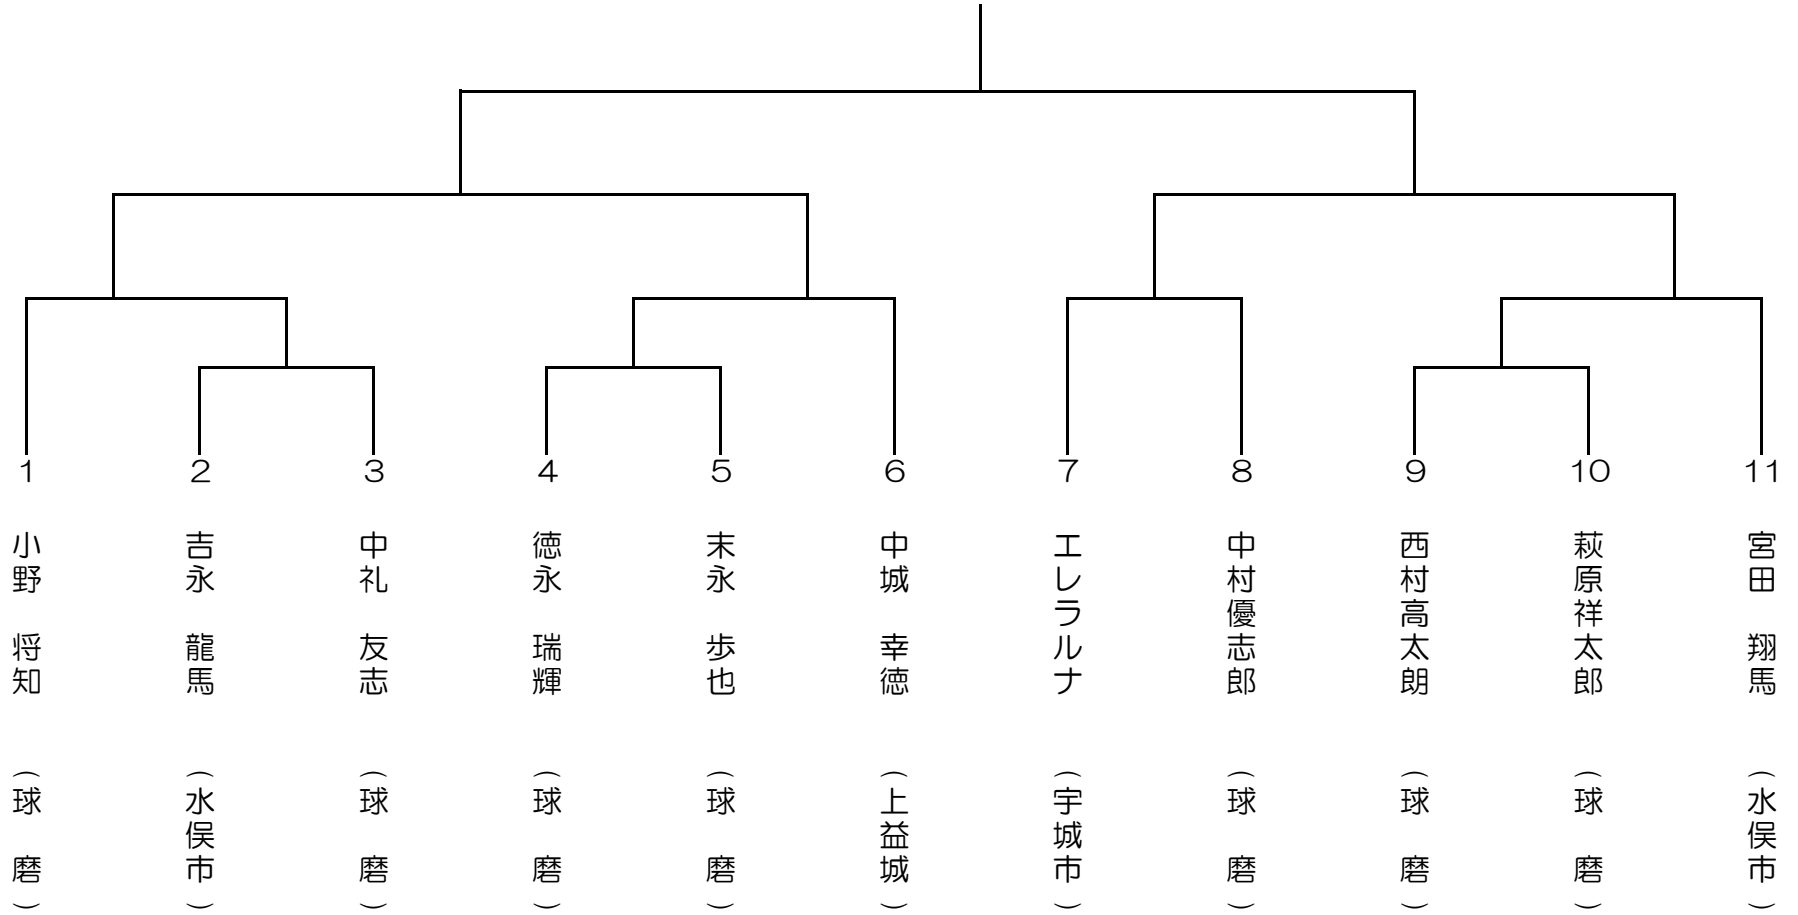 1 小野 将知 （球 磨）
2 吉永 龍馬 （水俣市）
3 中礼 友志 （球 磨）
4 徳永 瑞輝 （球 磨）
5 末永 歩也 （球 磨）
6 中城 幸徳 （上益城）
7 エレラルナ （宇城市）
8 中村優志郎 （球 磨）
9 西村高太朗 （球 磨）
10 萩原祥太郎 （球 磨）
11 宮田 翔馬 （水俣市）